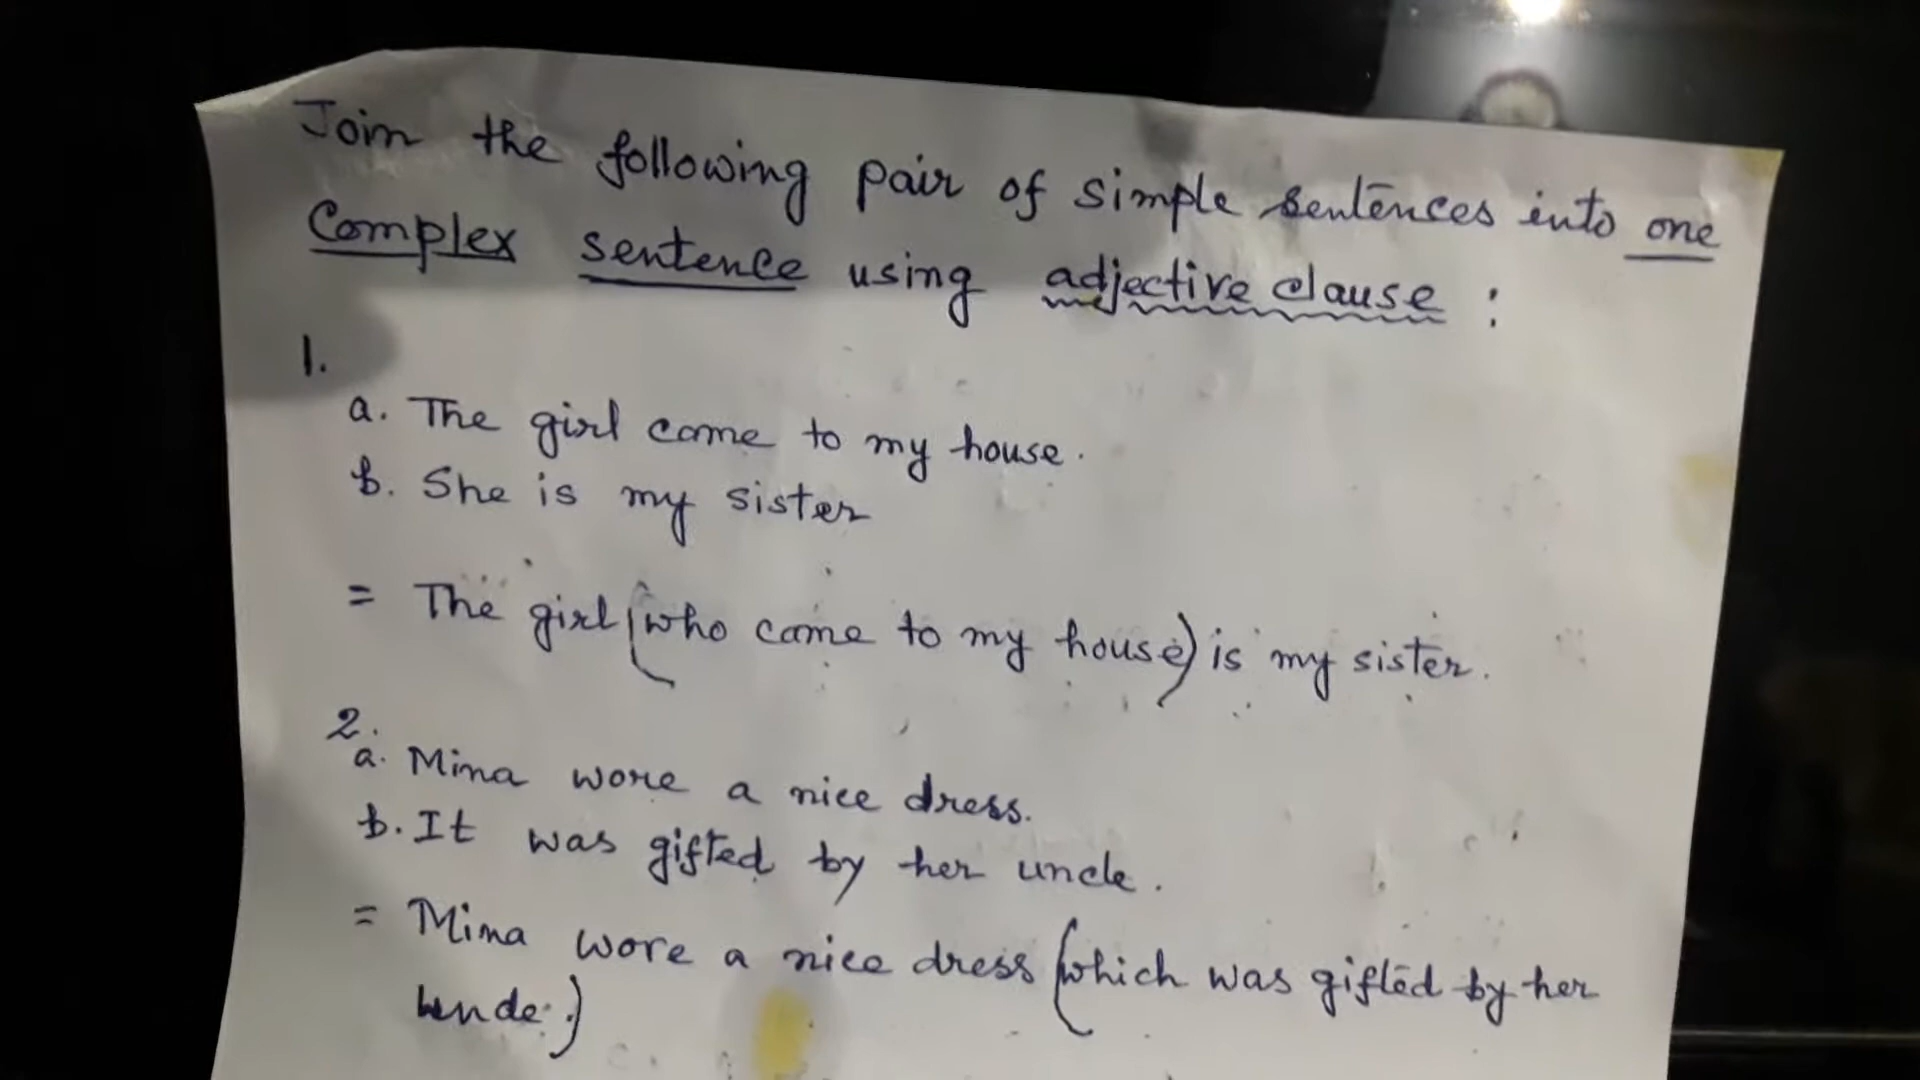 Join the following pair of simple sentences into one
Complex sentence using adjective clause :
1.
a. The girl came to my house.
b. She is my sister
= The girl (who came to my house) is my sister.
2.
a. Mina wore a nice dress.
b. It was gifted by her uncle.
= Mina wore a nice dress (which was gifted by her
uncle.)